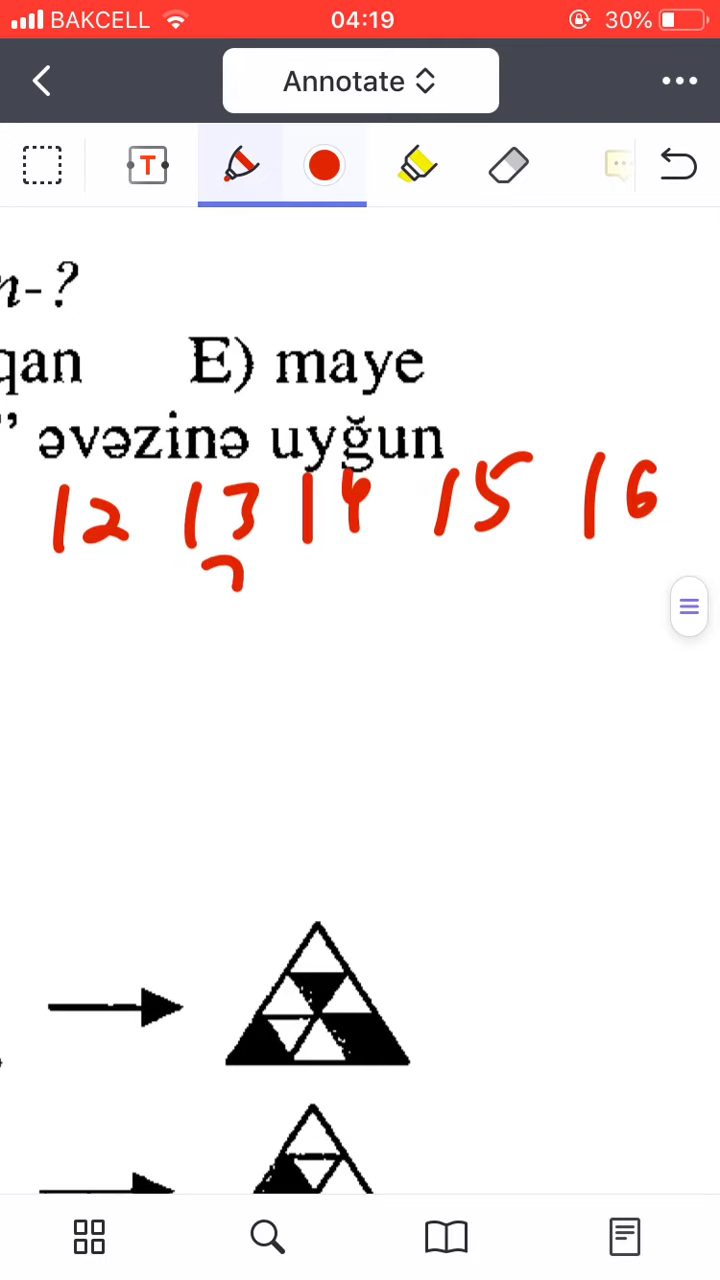 BAKCELL 04:19 30%
Annotate
T
n-?
qan E) maye
” əvəzinə uyğun
12 13 14 15 16